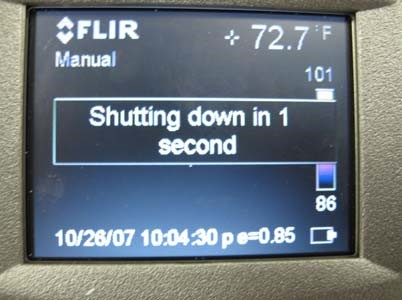 FLIR 72.7 °F
Manual
101
Shutting down in 1
second
86
10/26/07 10:04:30 p e=0.85